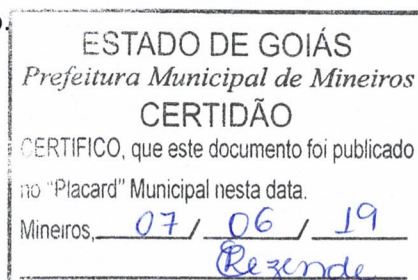 ESTADO DE GOIÁS
Prefeitura Municipal de Mineiros
CERTIDÃO
CERTIFICO, que este documento foi publicado
no "Placard" Municipal nesta data.
Mineiros, 07 / 06 / 19
Rezende